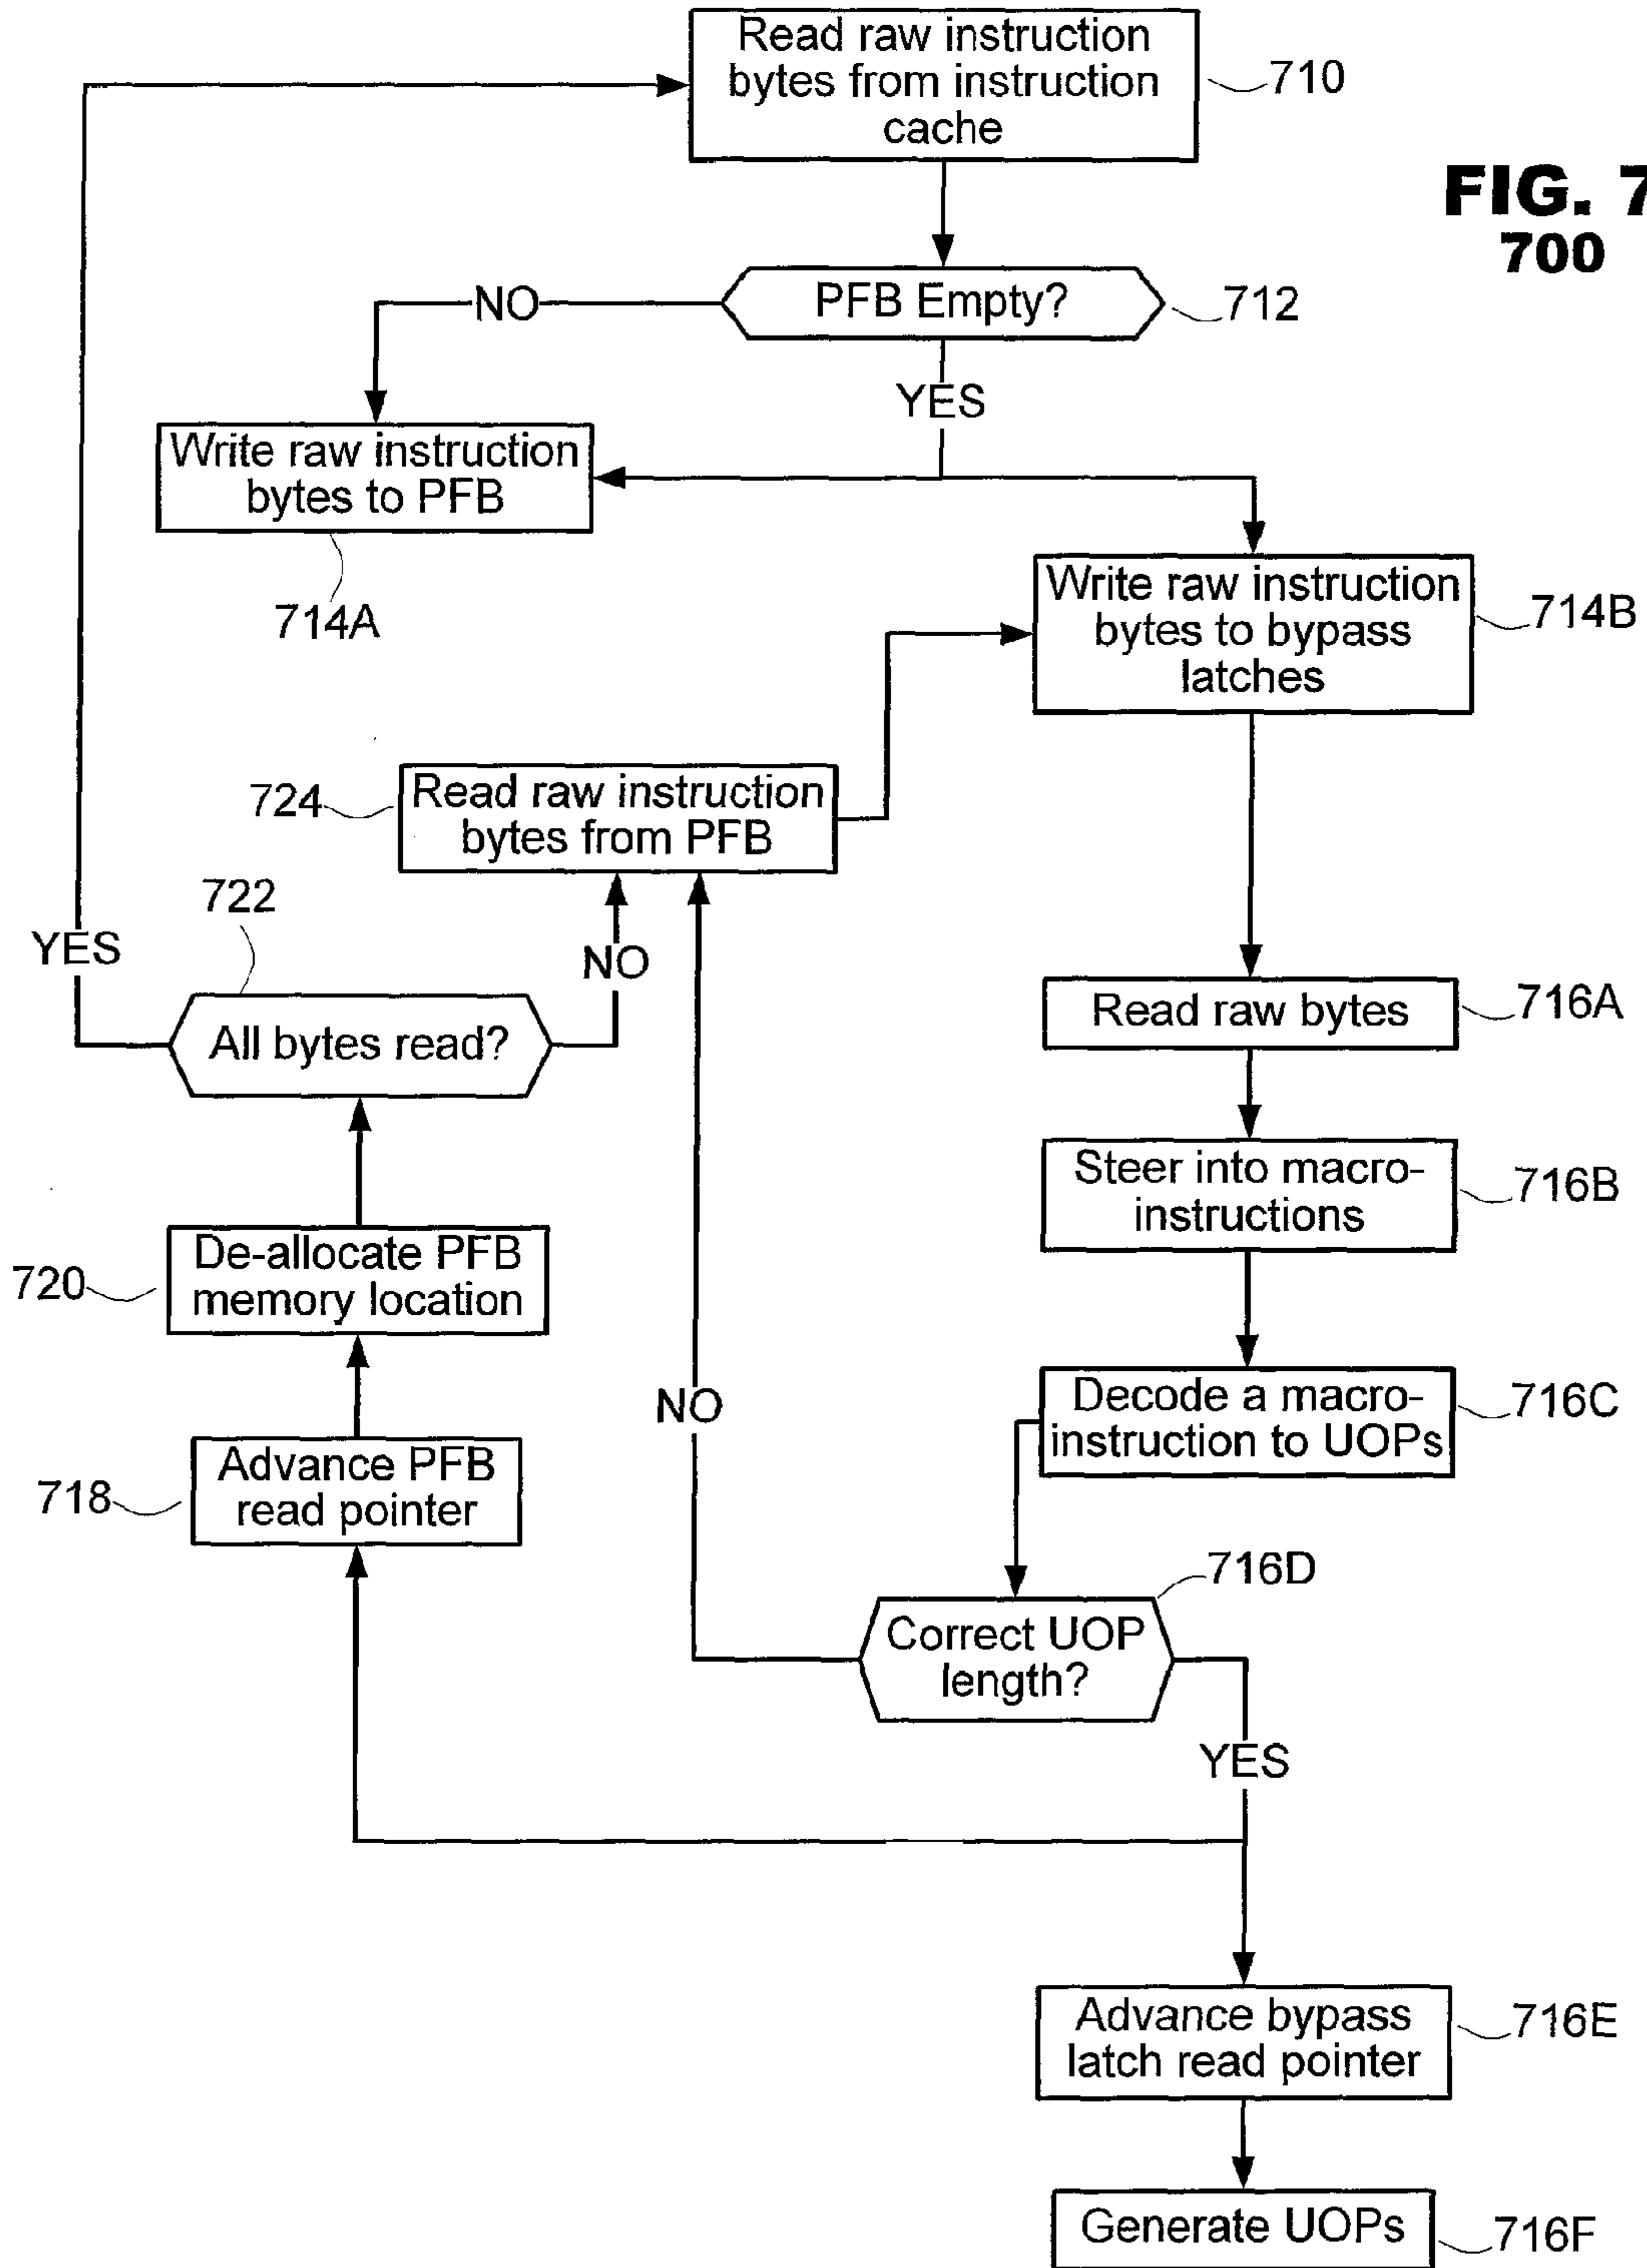 Read raw instruction
bytes from instruction
cache
710
FIG. 7
700
NO
PFB Empty?
712
YES
Write raw instruction
bytes to PFB
714A
Write raw instruction
bytes to bypass
latches
714B
724
Read raw instruction
bytes from PFB
722
YES
NO
All bytes read?
Read raw bytes
716A
Steer into macro-
instructions
716B
720
De-allocate PFB
memory location
NO
Decode a macro-
instruction to UOPs
716C
718
Advance PFB
read pointer
716D
Correct UOP
length?
YES
Advance bypass
latch read pointer
716E
Generate UOPs
716F